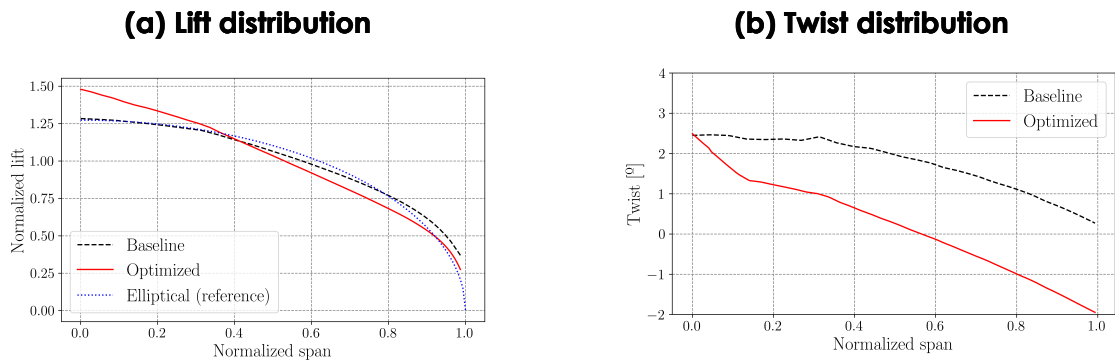 (a) Lift distribution
1.50
1.25
1.00
0.75
0.50
0.25
0.00
Normalized lift
Baseline
Optimized
Elliptical (reference)
0.0 0.2 0.4 0.6 0.8 1.0
Normalized span
(b) Twist distribution
4
3
2
1
0
−1
−2
Twist [º]
Baseline
Optimized
0.0 0.2 0.4 0.6 0.8 1.0
Normalized span